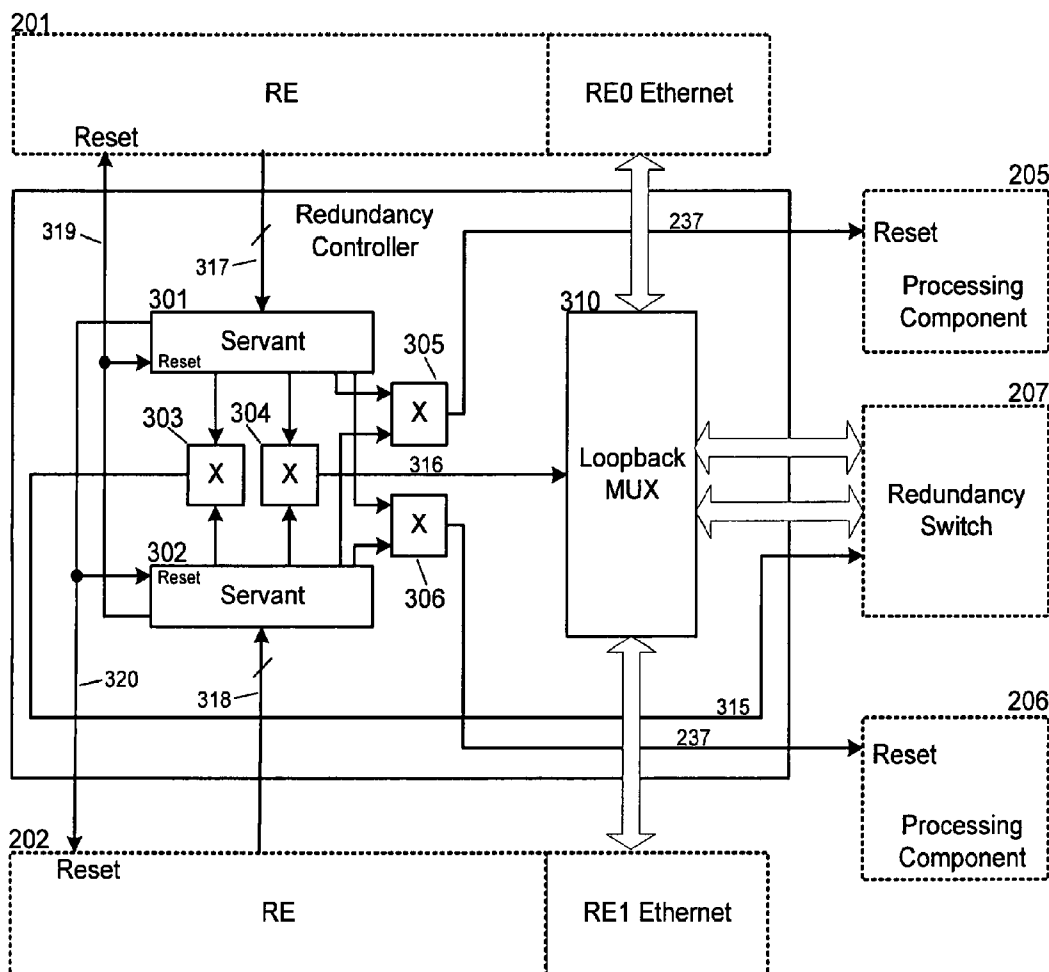 201
RE
RE0 Ethernet
Reset
205
Redundancy
Controller
237
Reset
319
317
Processing
Component
301
310
Servant
305
Reset
X
207
303
304
X
X
316
Loopback
MUX
Redundancy
Switch
X
302
Reset
306
Servant
320
318
315
206
237
Reset
202
Processing
Component
Reset
RE
RE1 Ethernet